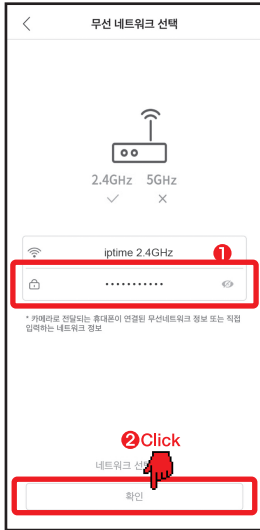 무선 네트워크 선택
2.4GHz 5GHz
iptime 2.4GHz
1
* 카메라로 전달되는 휴대폰이 연결된 무선네트워크 정보 또는 직접
입력하는 네트워크 정보
2Click
네트워크
확인